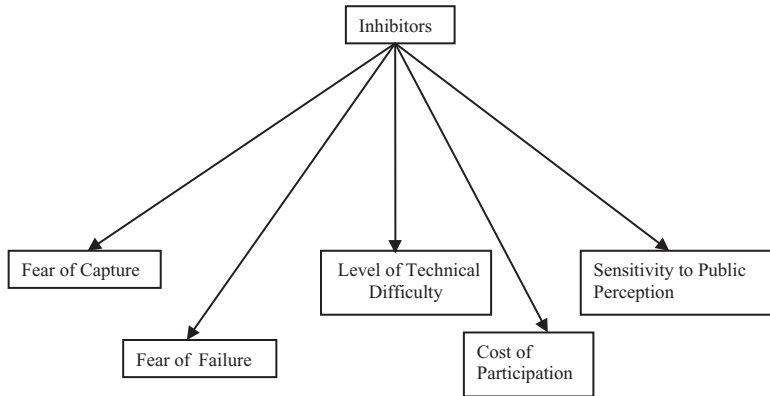 Inhibitors
Fear of Capture
Level of Technical
Difficulty
Sensitivity to Public
Perception
Fear of Failure
Cost of
Participation